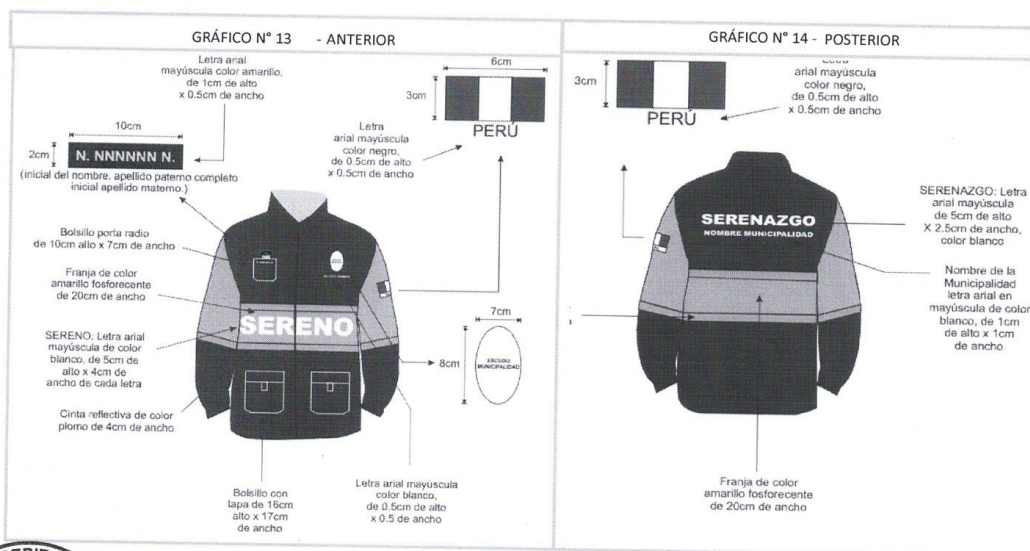 GRÁFICO N° 13 - ANTERIOR
Letra arial
mayúscula color amarillo,
de 1cm de alto
x 0.5cm de ancho
6cm
3cm
PERÚ
10cm
2cm
N. NNNNNN N.
(inicial del nombre. apellido paterno completo
inicial apellido materno.)
Letra
arial mayúscula
color negro,
de 0.5cm de alto
x 0.5cm de ancho
Bolsillo porta radio
de 10cm alto x 7cm de ancho
Franja de color
amarillo fosforecente
de 20cm de ancho
SERENO
SERENO: Letra arial
mayúscula de color
blanco, de 5cm de
alto x 4cm de
ancho de cada letra
7cm
8cm
ESCUDO
MUNICIPALIDAD
Cinta reflectiva de color
plomo de 4cm de ancho
Bolsillo con
tapa de 16cm
alto x 17cm
de ancho
Letra arial mayúscula
color blanco,
de 0.5cm de alto
x 0.5 de ancho
GRÁFICO N° 14 - POSTERIOR
3cm
PERÚ
arial mayúscula
color negro,
de 0.5cm de alto
x 0.5cm de ancho
SERENAZGO
NOMBRE MUNICIPALIDAD
SERENAZGO: Letra
arial mayúscula
de 5cm de alto
X 2.5cm de ancho,
color blanco
Nombre de la
Municipalidad
letra arial en
mayúscula de color
blanco, de 1cm
de alto x 1cm
de ancho
Franja de color
amarillo fosforecente
de 20cm de ancho